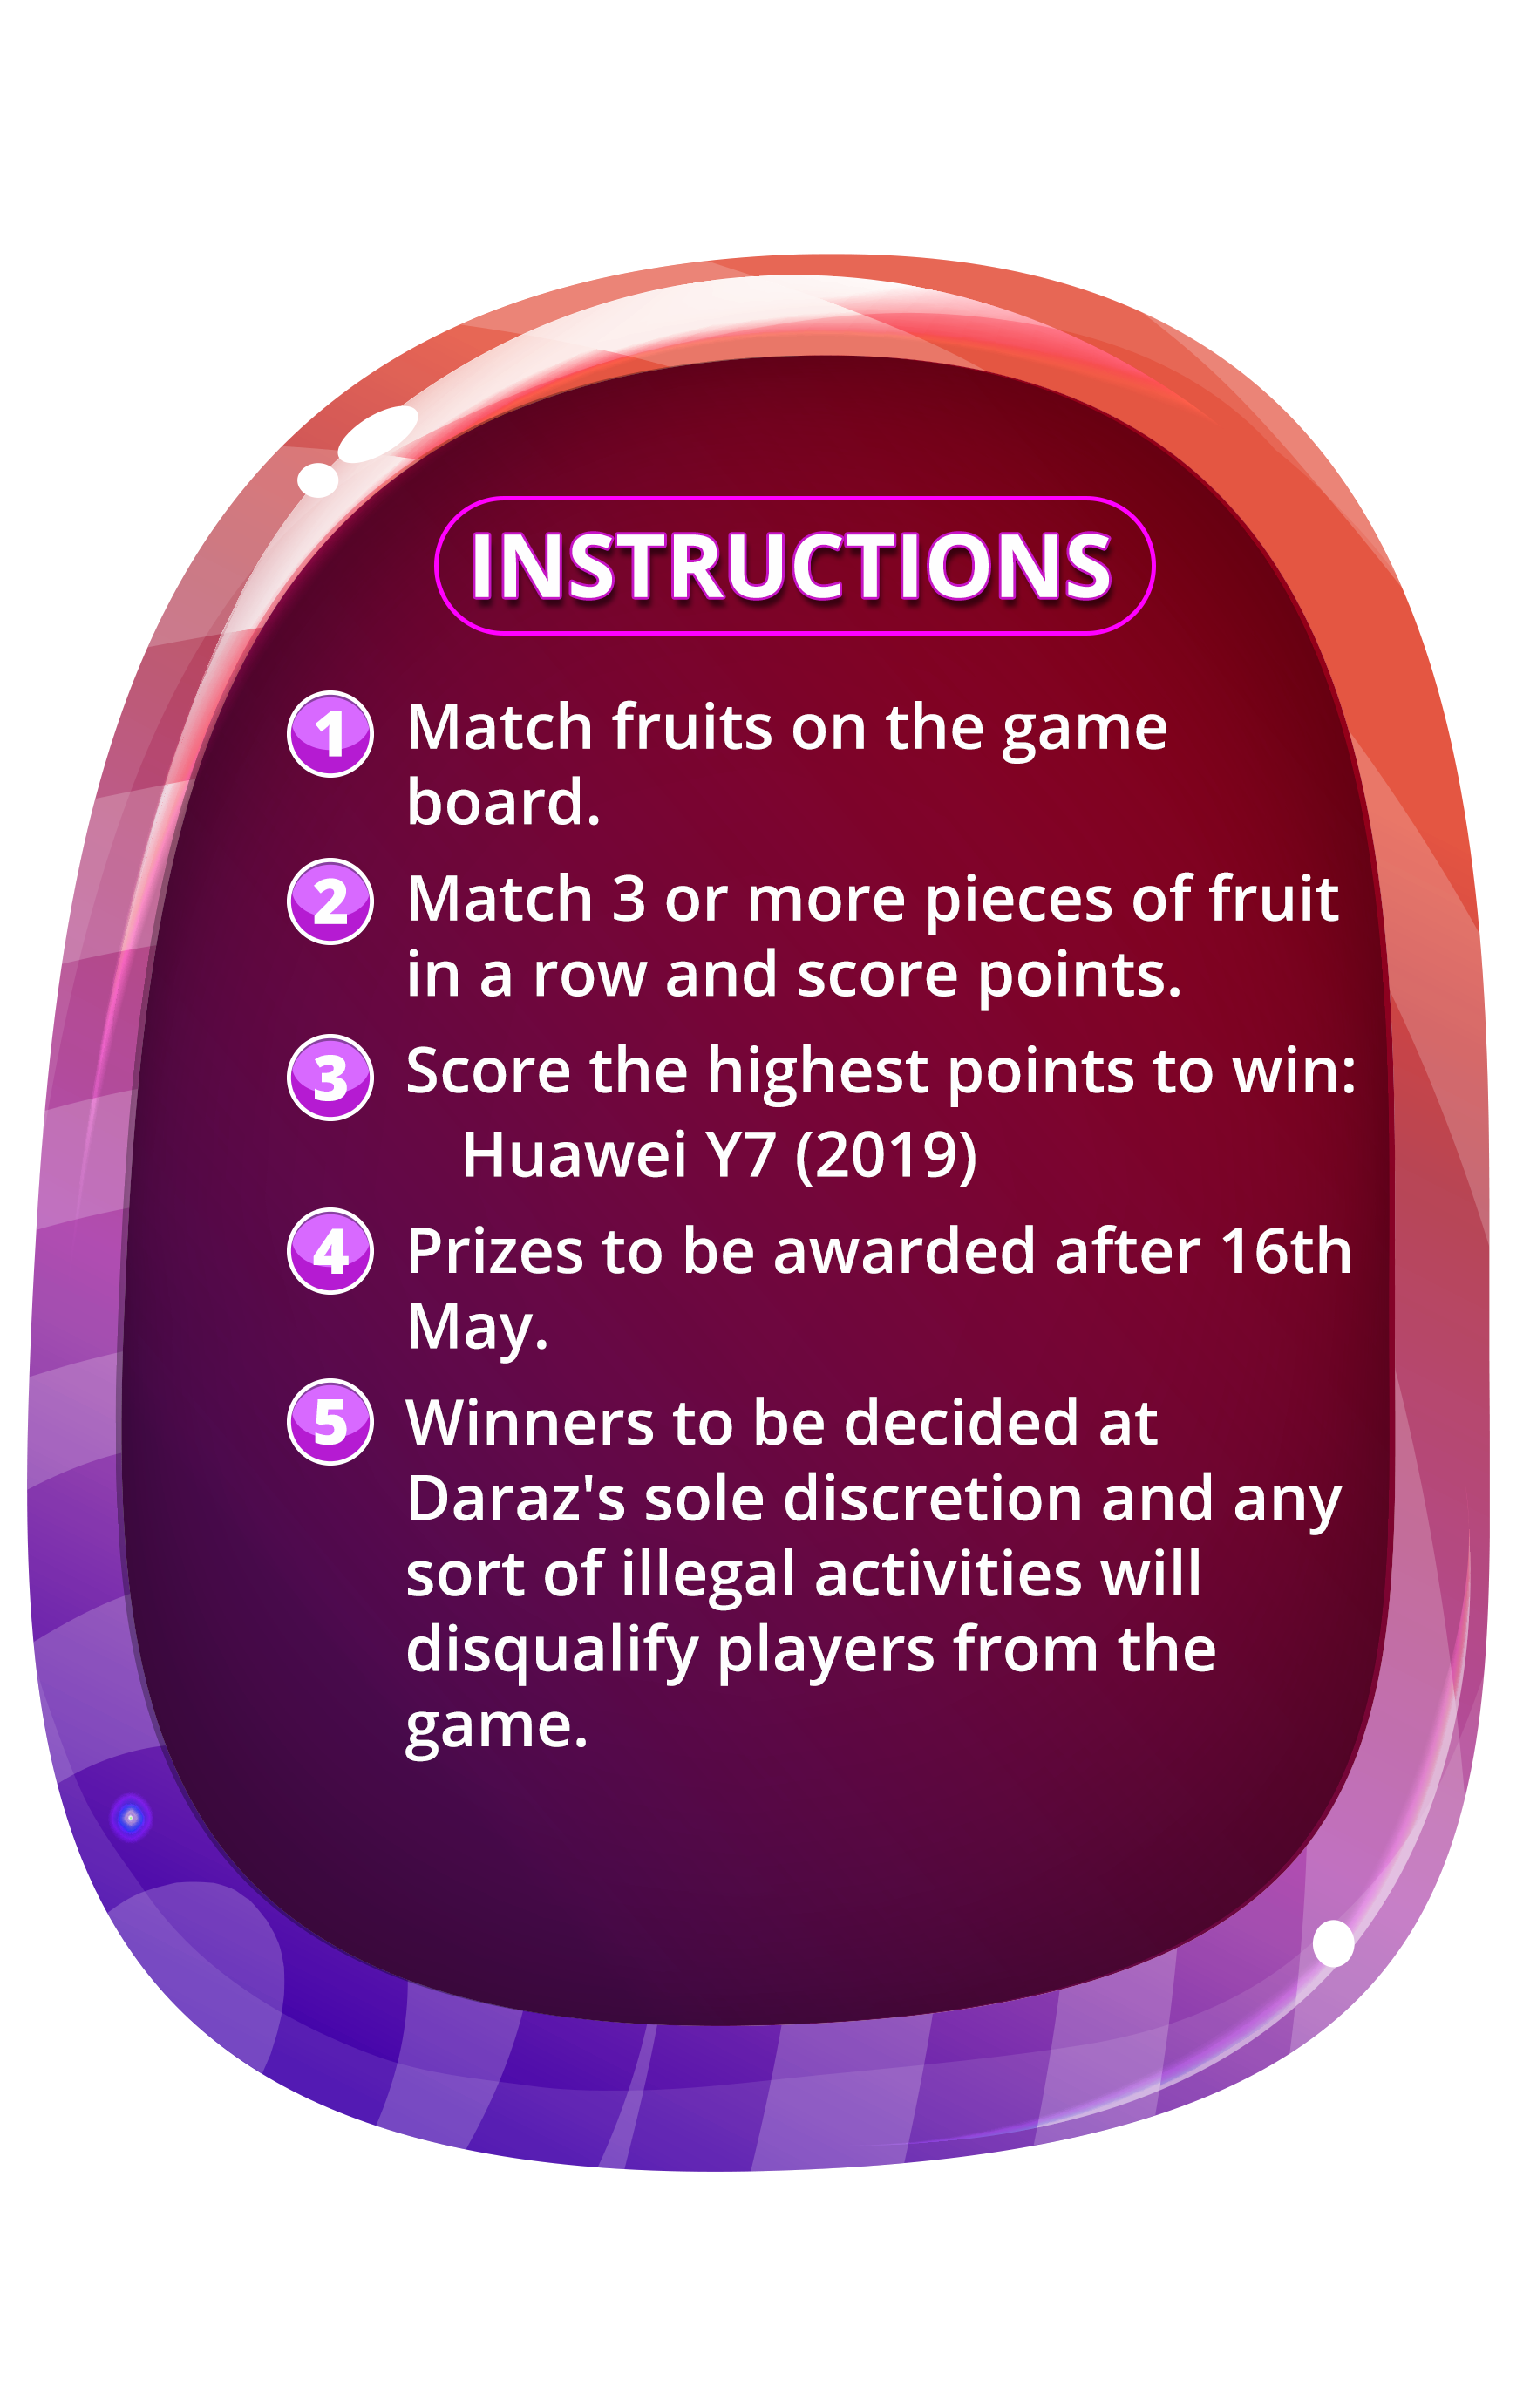 INSTRUCTIONS
1 Match fruits on the game
board.
2 Match 3 or more pieces of fruit
in a row and score points.
3 Score the highest points to win:
Huawei Y7 (2019)
4 Prizes to be awarded after 16th
May.
5 Winners to be decided at
Daraz's sole discretion and any
sort of illegal activities will
disqualify players from the
game.